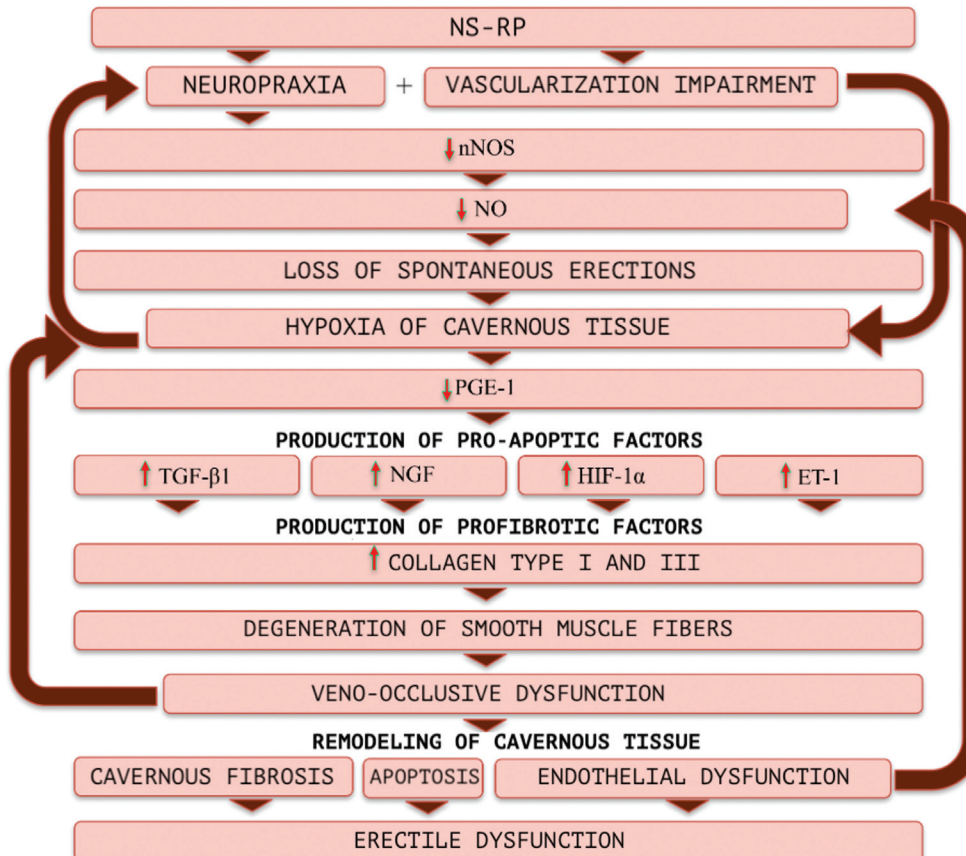 NS-RP
NEUROPRAXIA + VASCULARIZATION IMPAIRMENT
nNOS
NO
LOSS OF SPONTANEOUS ERECTIONS
HYPOXIA OF CAVERNOUS TISSUE
PGE-1
PRODUCTION OF PRO-APOPTIC FACTORS
TGF-β1 NGF HIF-1α ET-1
PRODUCTION OF PROFIBROTIC FACTORS
COLLAGEN TYPE I AND III
DEGENERATION OF SMOOTH MUSCLE FIBERS
VENO-OCCLUSIVE DYSFUNCTION
REMODELING OF CAVERNOUS TISSUE
CAVERNOUS FIBROSIS APOPTOSIS ENDOTHELIAL DYSFUNCTION
ERECTILE DYSFUNCTION